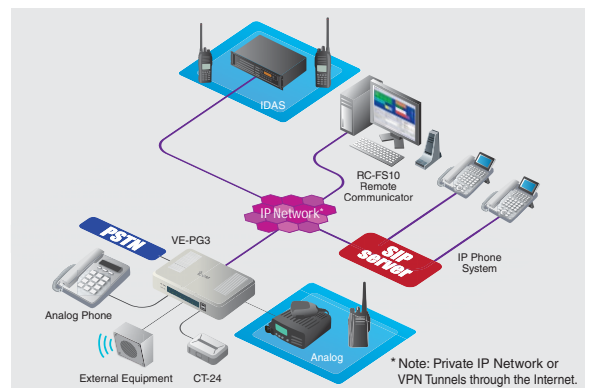 IDAS
RC-FS10
Remote
Communicator
IP Network*
PSTN
VE-PG3
SIP
server
IP Phone
System
Analog Phone
Analog
External Equipment
CT-24
* Note: Private IP Network or
VPN Tunnels through the Internet.